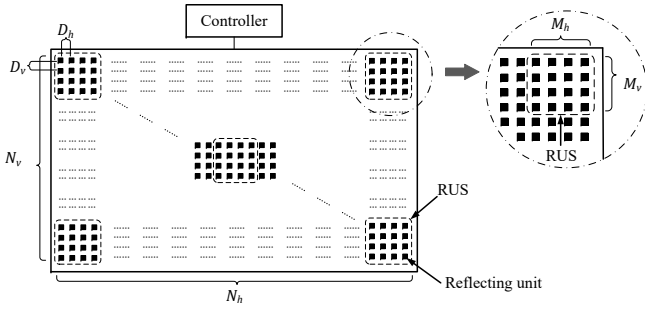 Controller
D_h
D_v
N_v
N_h
M_h
M_v
RUS
RUS
Reflecting unit